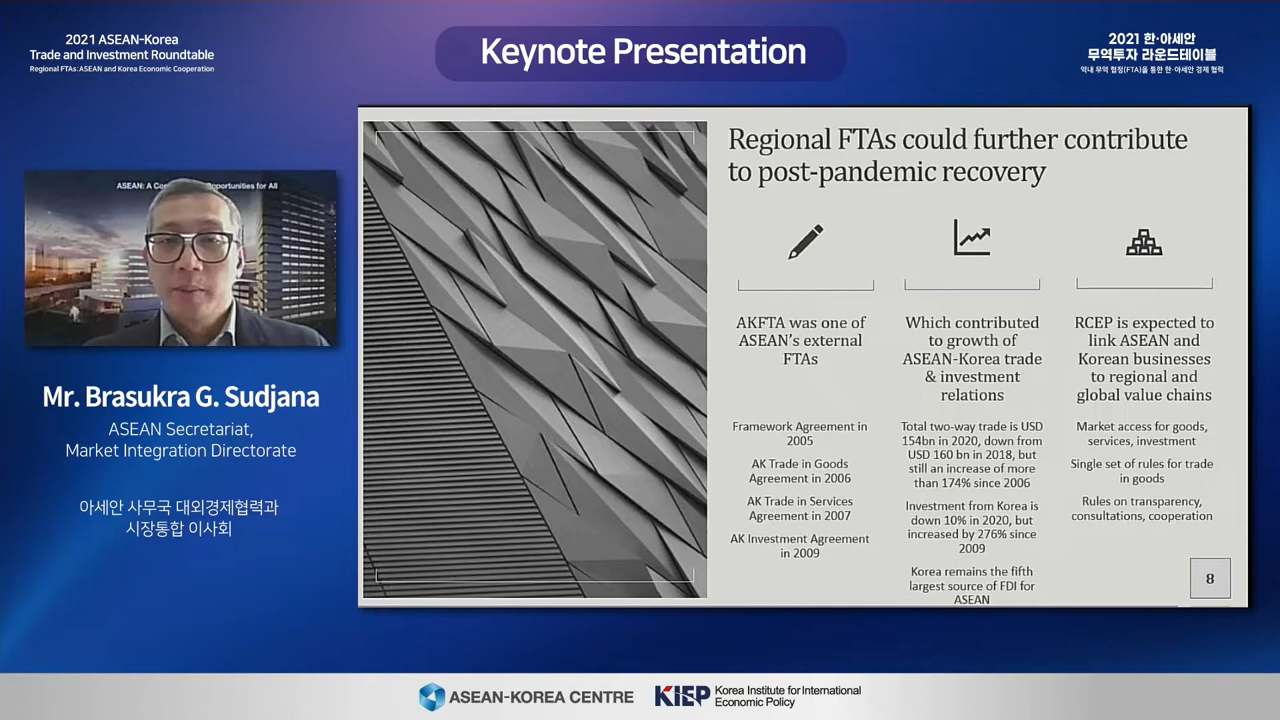 2021 ASEAN-Korea
Trade and Investment Roundtable
Regional FTAs: ASEAN and Korea Economic Cooperation
Keynote Presentation
2021 한·아세안
무역투자 라운드테이블
역내 무역 협정(FTA)을 통한 한·아세안 경제 협력
ASEAN: A Co
pportunities for All
Mr. Brasukra G. Sudjana
ASEAN Secretariat,
Market Integration Directorate
아세안 사무국 대외경제협력과
시장통합 이사회
Regional FTAs could further contribute
to post-pandemic recovery
AKFTA was one of
ASEAN's external
FTAs
Framework Agreement in
2005
AK Trade in Goods
Agreement in 2006
AK Trade in Services
Agreement in 2007
AK Investment Agreement
in 2009
Which contributed
to growth of
ASEAN-Korea trade
& investment
relations
Total two-way trade is USD
154bn in 2020, down from
USD 160 bn in 2018, but
still an increase of more
than 174% since 2006
Investment from Korea is
down 10% in 2020, but
increased by 276% since
2009
Korea remains the fifth
largest source of FDI for
ASEAN
RCEP is expected to
link ASEAN and
Korean businesses
to regional and
global value chains
Market access for goods,
services, investment
Single set of rules for trade
in goods
Rules on transparency,
consultations, cooperation
8
ASEAN-KOREA CENTRE
KIEP Korea Institute for International
Economic Policy